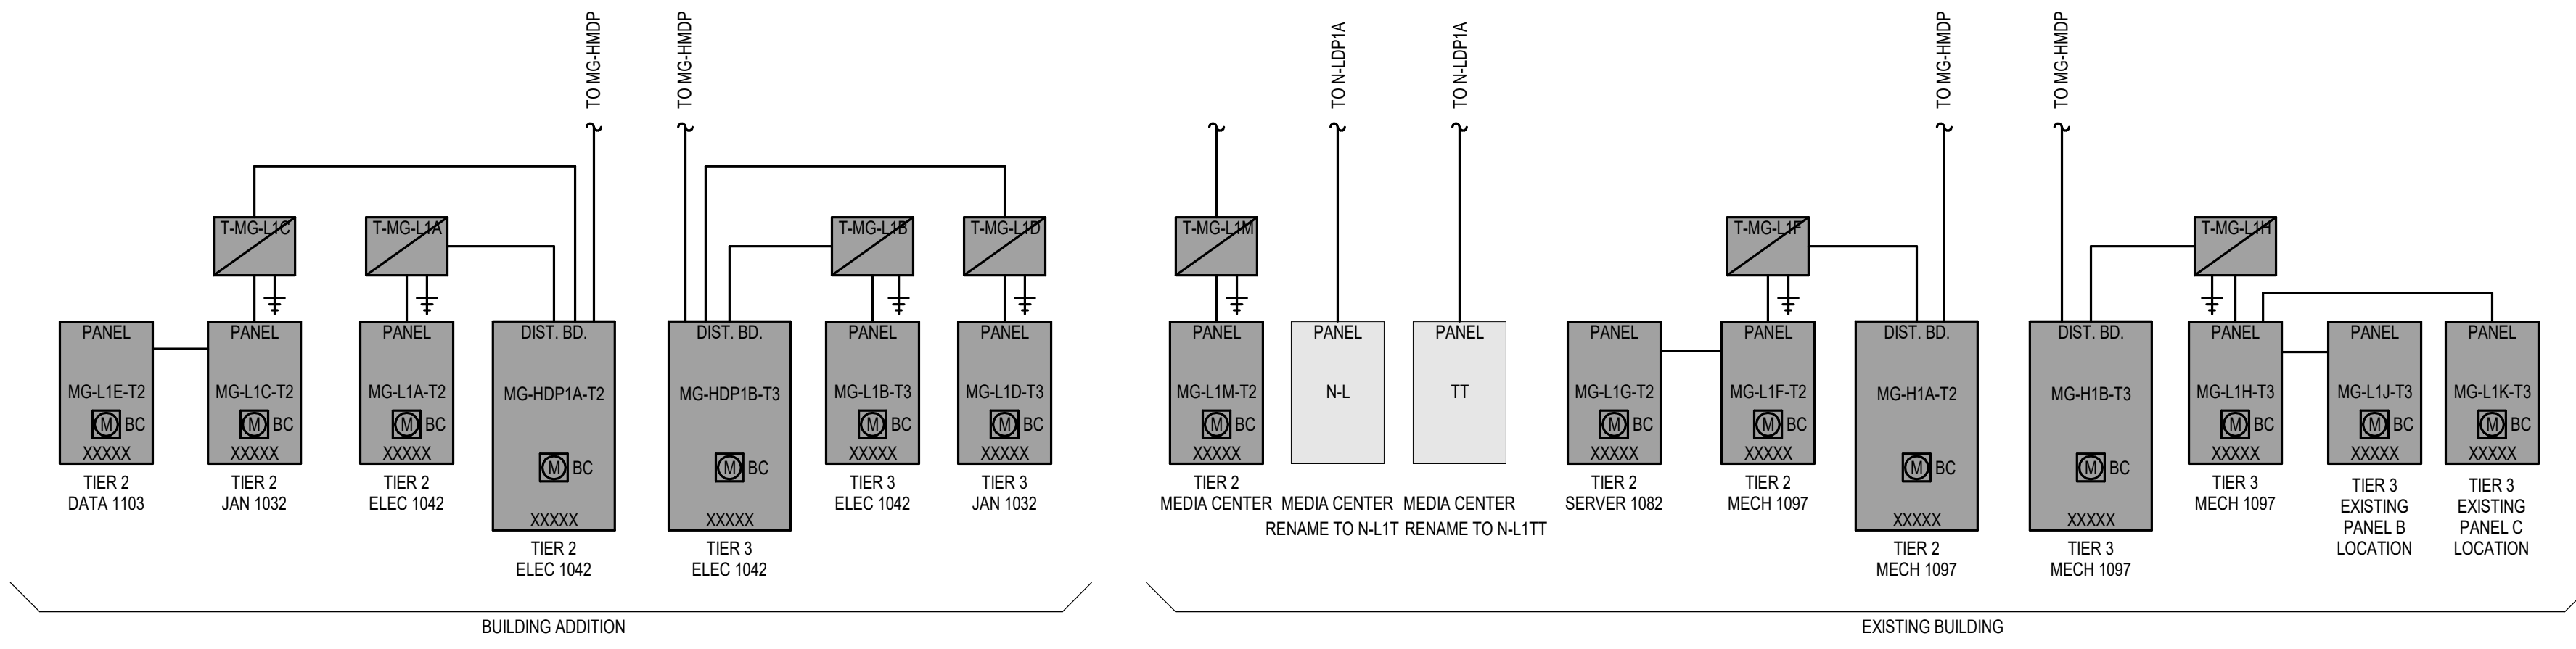 TO MG-HMDP
TO MG-HMDP
TO N-LDP1A
TO N-LDP1A
TO MG-HMDP
TO MG-HMDP
T-MG-L1C
T-MG-L1A
T-MG-L1B
T-MG-L1D
T-MG-L1M
T-MG-L1F
T-MG-L1H
PANEL
MG-L1E-T2
M BC
XXXXX
TIER 2
DATA 1103
PANEL
MG-L1C-T2
M BC
XXXXX
TIER 2
JAN 1032
PANEL
MG-L1A-T2
M BC
XXXXX
TIER 2
ELEC 1042
DIST. BD.
MG-HDP1A-T2
M BC
XXXXX
TIER 2
ELEC 1042
DIST. BD.
MG-HDP1B-T3
M BC
XXXXX
TIER 3
ELEC 1042
PANEL
MG-L1B-T3
M BC
XXXXX
TIER 3
ELEC 1042
PANEL
MG-L1D-T3
M BC
XXXXX
TIER 3
JAN 1032
PANEL
MG-L1M-T2
M BC
XXXXX
TIER 2
MEDIA CENTER
PANEL
N-L
MEDIA CENTER
RENAME TO N-L1T
PANEL
TT
MEDIA CENTER
RENAME TO N-L1TT
PANEL
MG-L1G-T2
M BC
XXXXX
TIER 2
SERVER 1082
PANEL
MG-L1F-T2
M BC
XXXXX
TIER 2
MECH 1097
DIST. BD.
MG-H1A-T2
M BC
XXXXX
TIER 2
MECH 1097
DIST. BD.
MG-H1B-T3
M BC
XXXXX
TIER 3
MECH 1097
PANEL
MG-L1H-T3
M BC
XXXXX
TIER 3
MECH 1097
PANEL
MG-L1J-T3
M BC
XXXXX
TIER 3
EXISTING
PANEL B
LOCATION
PANEL
MG-L1K-T3
M BC
XXXXX
TIER 3
EXISTING
PANEL C
LOCATION
BUILDING ADDITION
EXISTING BUILDING